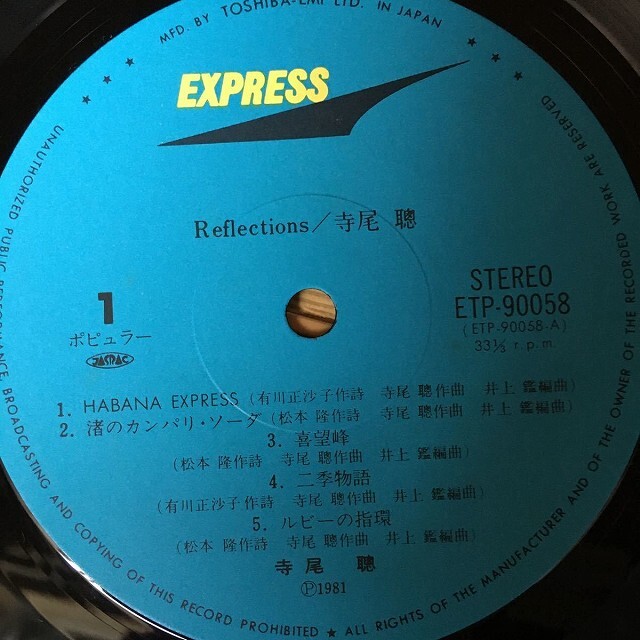 MFD. BY TOSHIBA-EMI LTD. IN JAPAN
EXPRESS
Reflections/寺尾 聰
1
ポピュラー
JASRAC
STEREO
ETP-90058
(ETP-90058-A)
33⅓ r.p.m.
1. HABANA EXPRESS (有川正沙子作詩 寺尾 聰作曲 井上 鑑編曲)
2. 渚のカンパリ・ソーダ (松本 隆作詩 寺尾 聰作曲 井上 鑑編曲)
3. 喜望峰
(松本 隆作詩 寺尾 聰作曲 井上 鑑編曲)
4. 二季物語
(有川正沙子作詩 寺尾 聰作曲 井上 鑑編曲)
5. ルビーの指環
(松本 隆作詩 寺尾 聰作曲 井上 鑑編曲)
寺尾 聰
Ⓟ1981
★ ★ ★ UNAUTHORIZED PUBLIC PERFORMANCE BROADCASTING AND COPYING OF THIS RECORD PROHIBITED ★ ALL RIGHTS OF THE MANUFACTURER AND OF THE OWNER OF THE RECORDED WORK ARE RESERVED ★ ★ ★